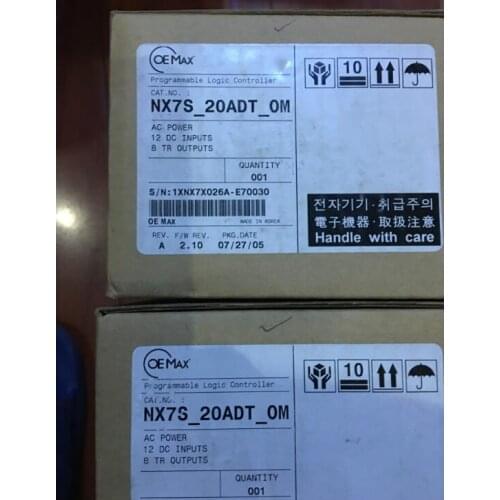 OEMAX
Programmable Logic Controller
CAT.NO. :
NX7S_20ADT_OM
AC POWER
12 DC INPUTS
8 TR OUTPUTS
QUANTITY
001
S/N:1XNX7X026A-E70030
OE MAX
MADE IN KOREA
REV. F/W REV. PKG.DATE
A 2.10 07/27/05
10
전자기기·취급주의
電子機器·取扱注意
Handle with care
OEMAX
Programmable Logic Controller
CAT.NO. :
NX7S_20ADT_OM
AC POWER
12 DC INPUTS
8 TR OUTPUTS
QUANTITY
001
10